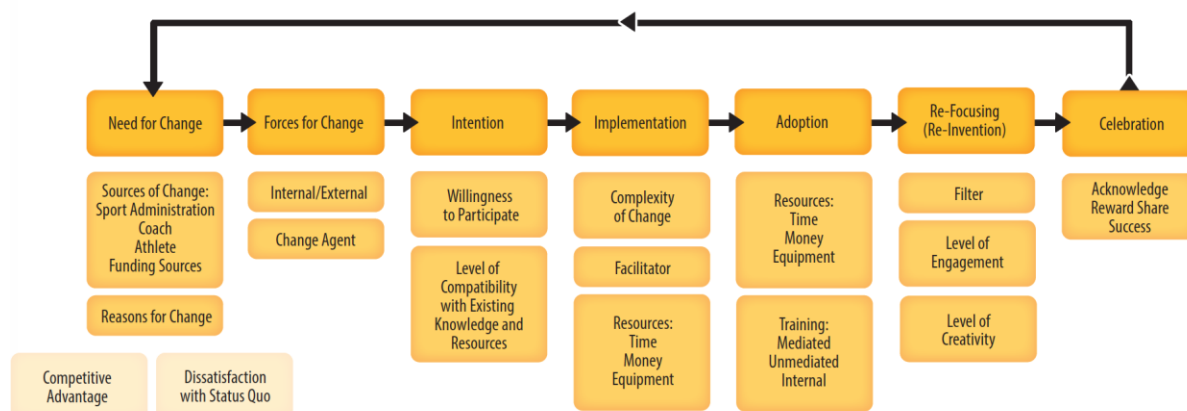 Need for Change
Forces for Change
Intention
Implementation
Adoption
Re-Focusing
(Re-Invention)
Celebration
Sources of Change:
Sport Administration
Coach
Athlete
Funding Sources
Reasons for Change
Competitive
Advantage
Dissatisfaction
with Status Quo
Internal/External
Change Agent
Willingness
to Participate
Level of
Compatibility
with Existing
Knowledge and
Resources
Complexity
of Change
Facilitator
Resources:
Time
Money
Equipment
Resources:
Time
Money
Equipment
Training:
Mediated
Unmediated
Internal
Filter
Level of
Engagement
Level of
Creativity
Acknowledge
Reward Share
Success